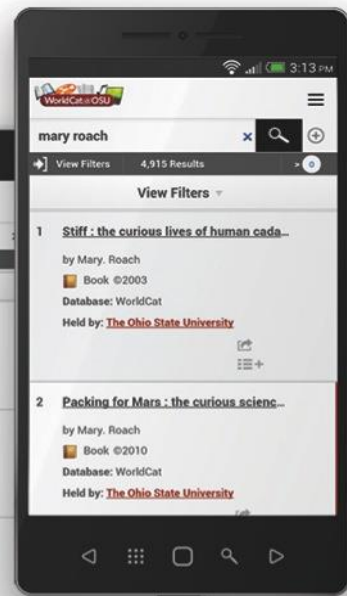 3:13 PM
WorldCat@OSU
mary roach
View Filters 4,915 Results > 0
View Filters
1 Stiff : the curious lives of human cada...
by Mary. Roach
Book ©2003
Database: WorldCat
Held by: The Ohio State University
2 Packing for Mars : the curious scienc...
by Mary. Roach
Book ©2010
Database: WorldCat
Held by: The Ohio State University